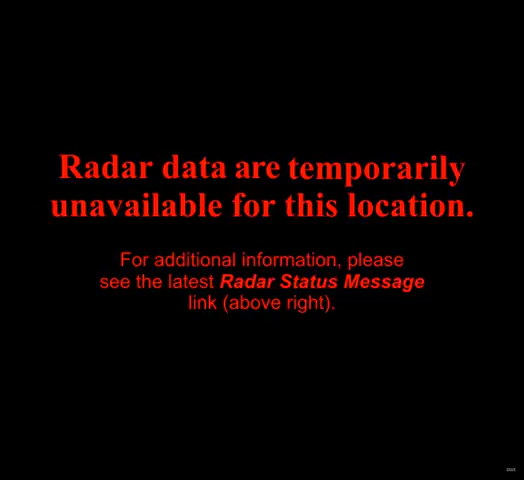 Radar data are temporarily
unavailable for this location.
For additional information, please
see the latest Radar Status Message
link (above right).